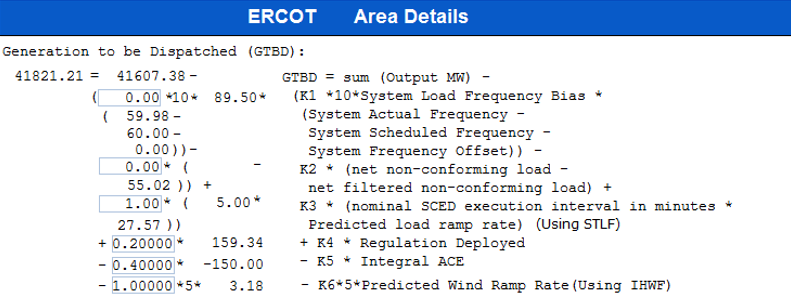 ERCOT Area Details
Generation to be Dispatched (GTBD):
41821.21 = 41607.38 - GTBD = sum (Output MW) -
( 0.00 *10* 89.50* (K1 *10*System Load Frequency Bias *
( 59.98 - (System Actual Frequency -
60.00 - System Scheduled Frequency -
0.00)) - System Frequency Offset)) -
0.00 * ( - K2 * (net non-conforming load -
55.02 )) + net filtered non-conforming load) +
1.00 * ( 5.00 * K3 * (nominal SCED execution interval in minutes *
27.57 )) Predicted load ramp rate) (Using STLF)
+ 0.20000 * 159.34 + K4 * Regulation Deployed
- 0.40000 * -150.00 - K5 * Integral ACE
- 1.00000 *5* 3.18 - K6*5*Predicted Wind Ramp Rate(Using IHWF)